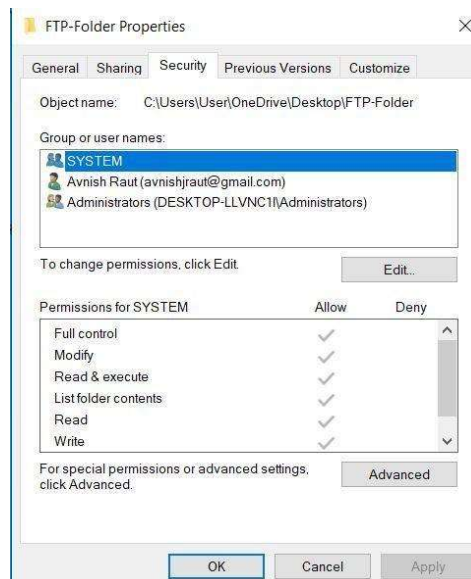 FTP-Folder Properties
General Sharing Security Previous Versions Customize
Object name: C:\Users\User\OneDrive\Desktop\FTP-Folder
Group or user names:
SYSTEM
Avnish Raut (avnishjraut@gmail.com)
Administrators (DESKTOP-LLVNC1I\Administrators)
To change permissions, click Edit.
Edit...
Permissions for SYSTEM Allow Deny
Full control
Modify
Read & execute
List folder contents
Read
Write
For special permissions or advanced settings,
click Advanced.
Advanced
OK Cancel Apply